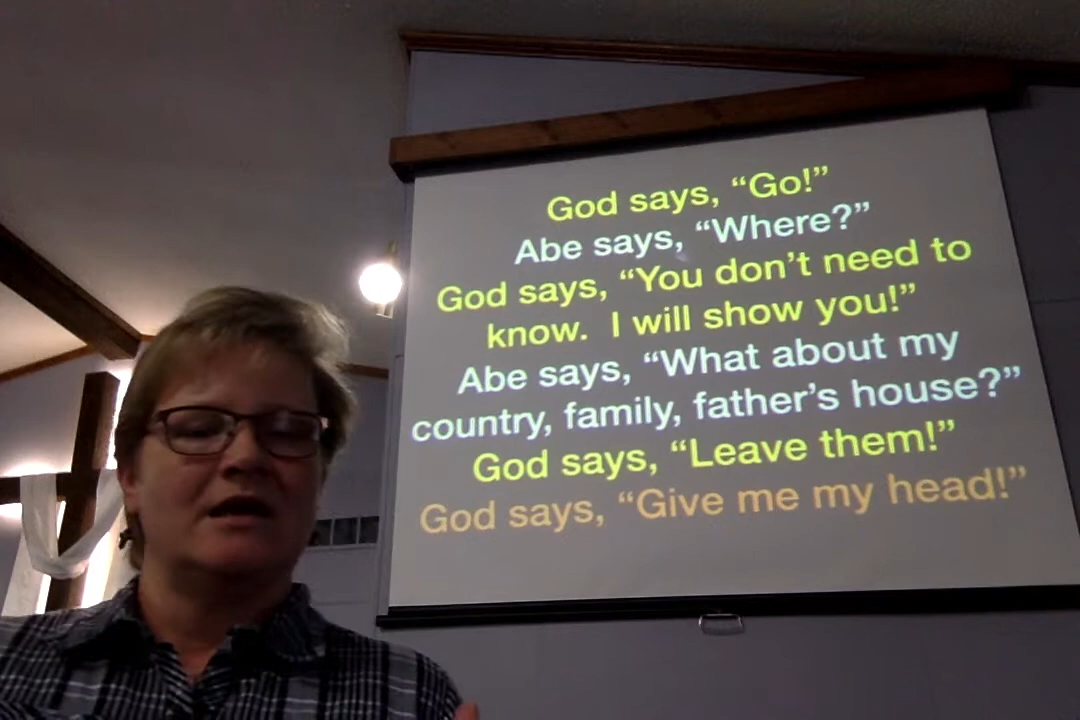 God says, “Go!”
Abe says, “Where?”
God says, “You don’t need to
know. I will show you!”
Abe says, “What about my
country, family, father’s house?”
God says, “Leave them!”
God says, “Give me my head!”